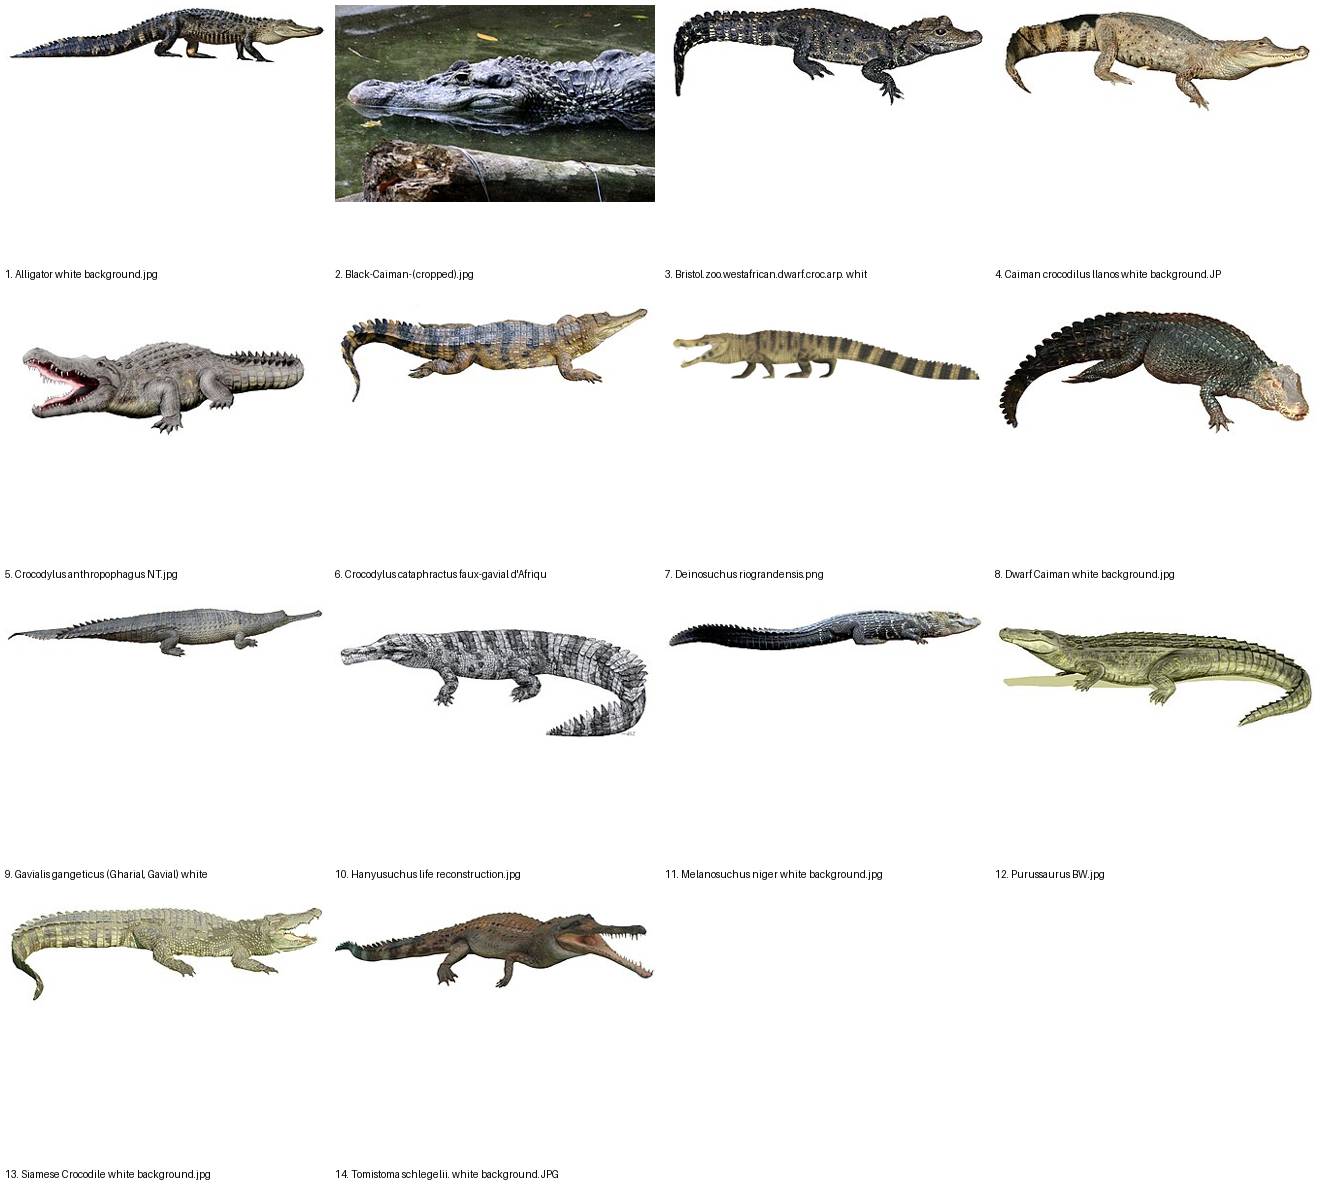 1. Alligator white background.jpg
2. Black-Caiman-(cropped).jpg
3. Bristol.zoo.westafrican.dwarf.croc.arp. whit
4. Caiman crocodilus llanos white background.JP
5. Crocodylus anthropophagus NT.jpg
6. Crocodylus cataphractus faux-gavial d'Afriqu
7. Deinosuchus riograndensis.png
8. Dwarf Caiman white background.jpg
9. Gavialis gangeticus (Gharial, Gavial) white
10. Hanyusuchus life reconstruction.jpg
11. Melanosuchus niger white background.jpg
12. Purussaurus BW.jpg
13. Siamese Crocodile white background.jpg
14. Tomistoma schlegelii. white background.JPG